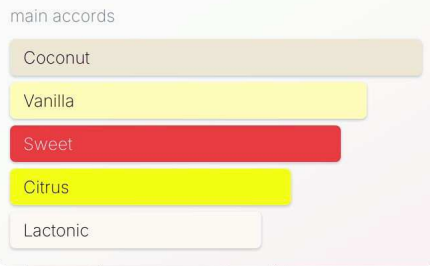 main accords
Coconut
Vanilla
Sweet
Citrus
Lactonic